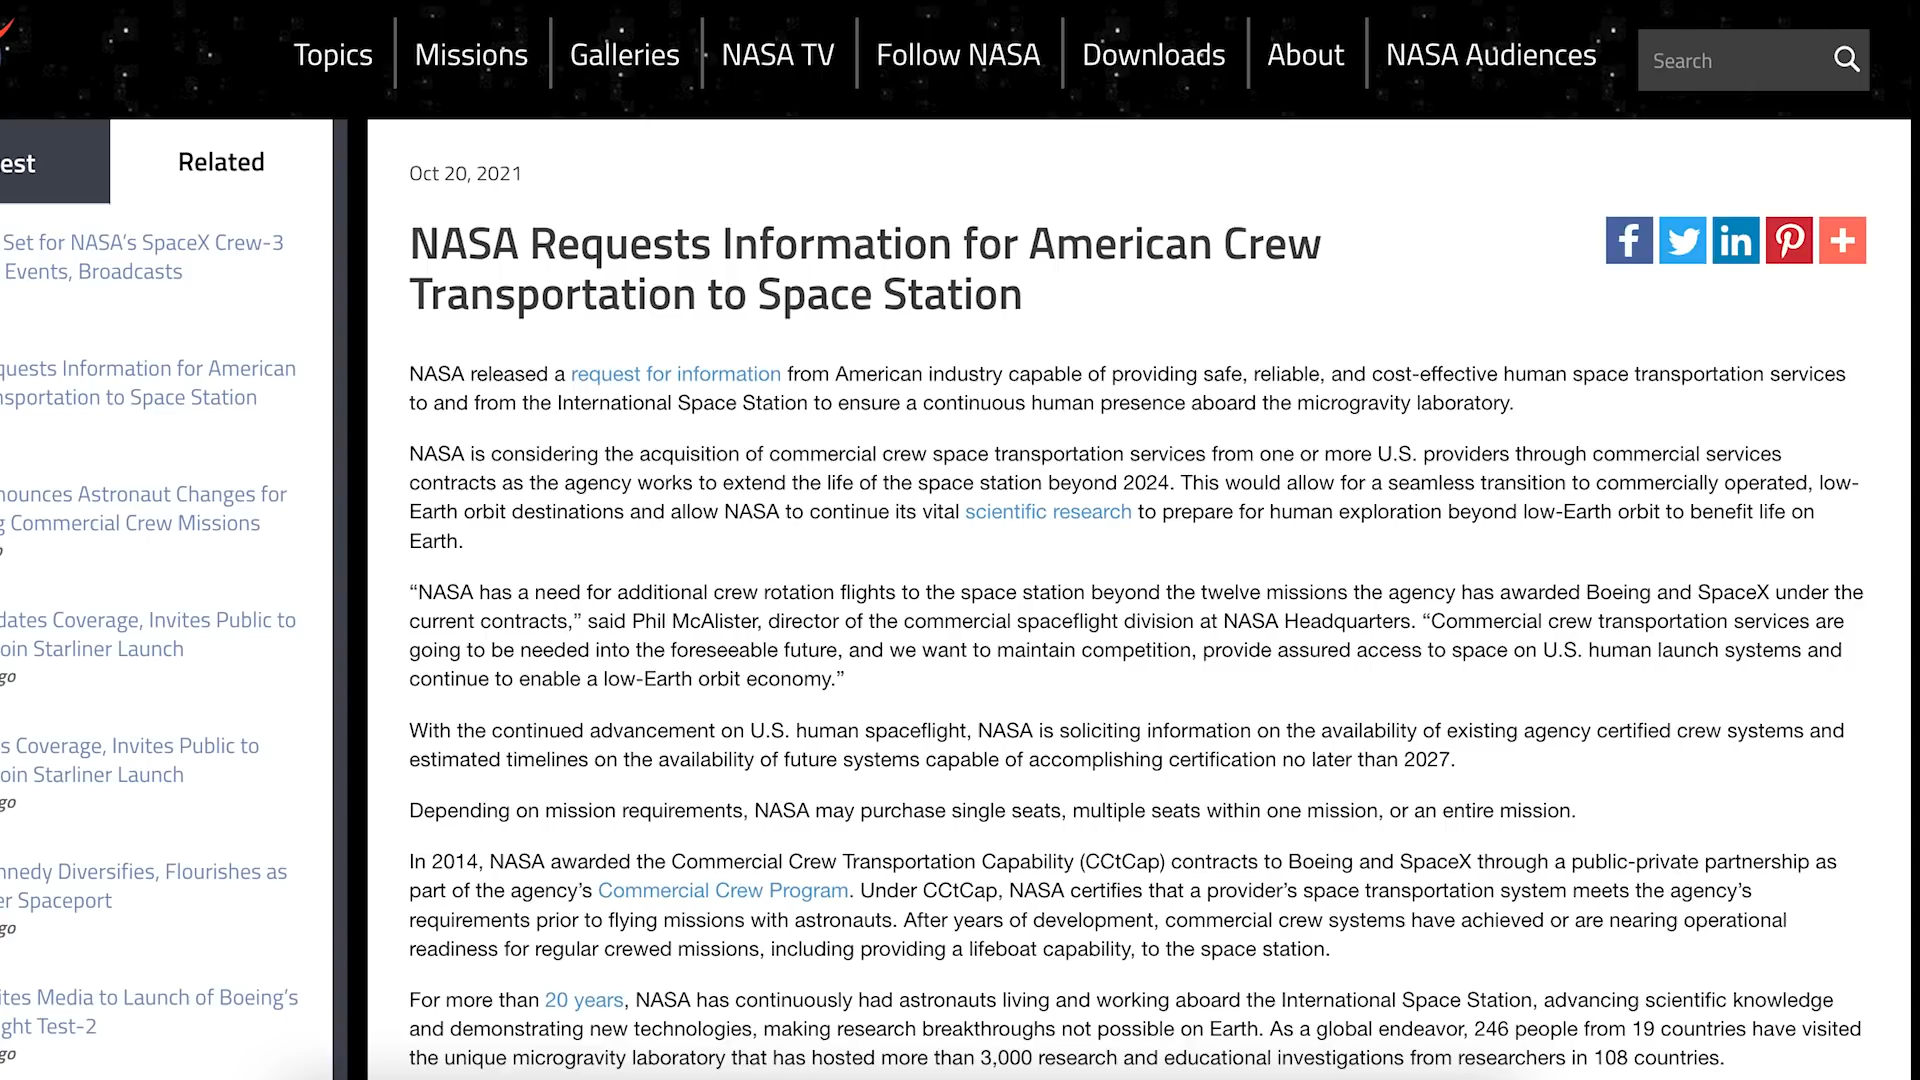 Topics
Missions
Galleries
NASA TV
Follow NASA
Downloads
About
NASA Audiences
Search
Related
Set for NASA's SpaceX Crew-3
Events, Broadcasts
Information for American
to Space Station
Astronaut Changes for
Commercial Crew Missions
Coverage, Invites Public to
Starliner Launch
Coverage, Invites Public to
Starliner Launch
Diversifies, Flourishes as
Spaceport
Media to Launch of Boeing's
Test-2
Oct 20, 2021
NASA Requests Information for American Crew
Transportation to Space Station
NASA released a request for information from American industry capable of providing safe, reliable, and cost-effective human space transportation services
to and from the International Space Station to ensure a continuous human presence aboard the microgravity laboratory.
NASA is considering the acquisition of commercial crew space transportation services from one or more U.S. providers through commercial services
contracts as the agency works to extend the life of the space station beyond 2024. This would allow for a seamless transition to commercially operated, low-
Earth orbit destinations and allow NASA to continue its vital scientific research to prepare for human exploration beyond low-Earth orbit to benefit life on
Earth.
“NASA has a need for additional crew rotation flights to the space station beyond the twelve missions the agency has awarded Boeing and SpaceX under the
current contracts,” said Phil McAlister, director of the commercial spaceflight division at NASA Headquarters. “Commercial crew transportation services are
going to be needed into the foreseeable future, and we want to maintain competition, provide assured access to space on U.S. human launch systems and
continue to enable a low-Earth orbit economy.”
With the continued advancement on U.S. human spaceflight, NASA is soliciting information on the availability of existing agency certified crew systems and
estimated timelines on the availability of future systems capable of accomplishing certification no later than 2027.
Depending on mission requirements, NASA may purchase single seats, multiple seats within one mission, or an entire mission.
In 2014, NASA awarded the Commercial Crew Transportation Capability (CCtCap) contracts to Boeing and SpaceX through a public-private partnership as
part of the agency’s Commercial Crew Program. Under CCtCap, NASA certifies that a provider’s space transportation system meets the agency’s
requirements prior to flying missions with astronauts. After years of development, commercial crew systems have achieved or are nearing operational
readiness for regular crewed missions, including providing a lifeboat capability, to the space station.
For more than 20 years, NASA has continuously had astronauts living and working aboard the International Space Station, advancing scientific knowledge
and demonstrating new technologies, making research breakthroughs not possible on Earth. As a global endeavor, 246 people from 19 countries have visited
the unique microgravity laboratory that has hosted more than 3,000 research and educational investigations from researchers in 108 countries.